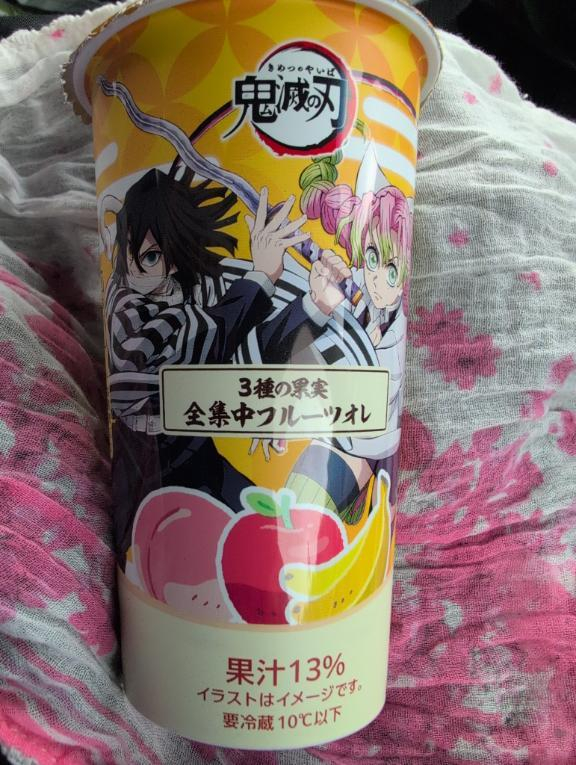 きめつのやいば
鬼滅の刃
3種の果実
全集中フルーツオレ
果汁13%
イラストはイメージです。
要冷蔵10℃以下